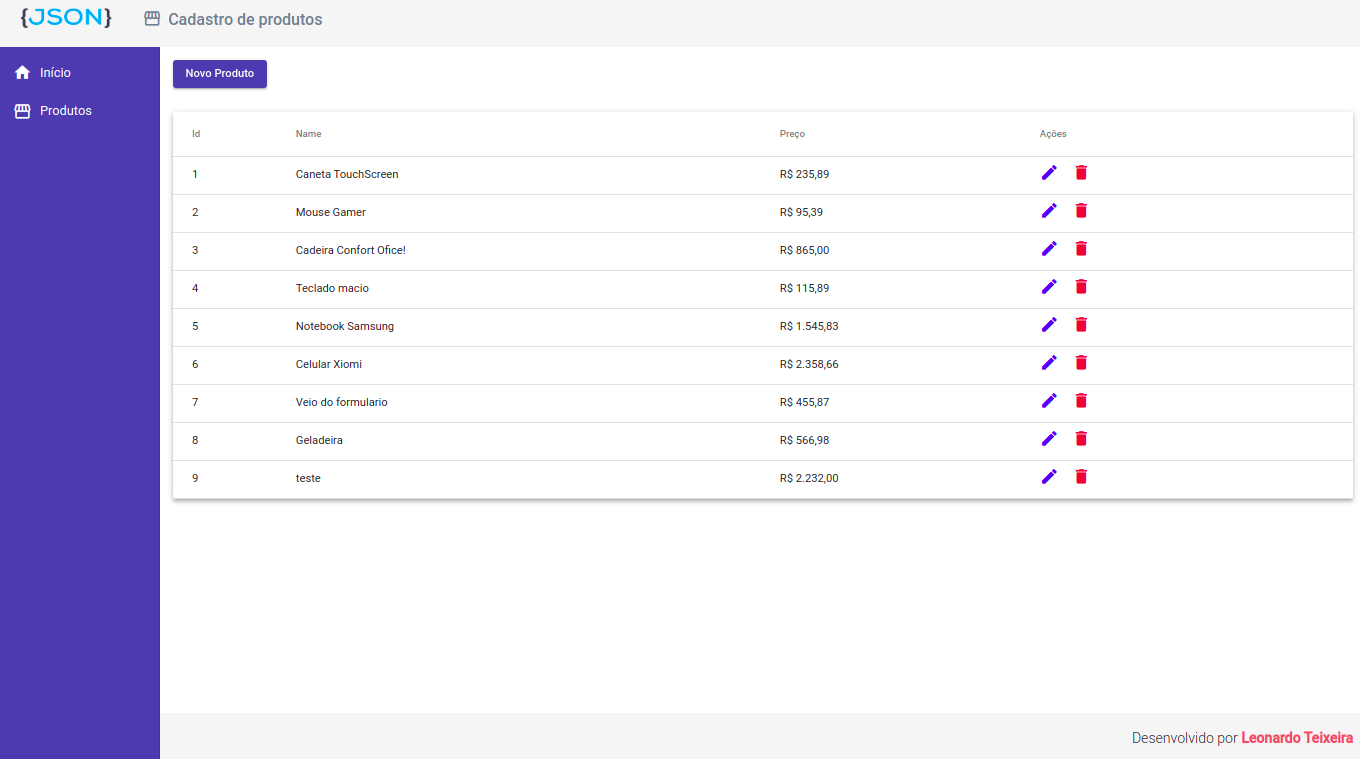 {JSON} Cadastro de produtos
Início
Produtos
Novo Produto
Id Name Preço Ações
1 Caneta TouchScreen R$ 235,89
2 Mouse Gamer R$ 95,39
3 Cadeira Confort Ofice! R$ 865,00
4 Teclado macio R$ 115,89
5 Notebook Samsung R$ 1.545,83
6 Celular Xiomi R$ 2.358,66
7 Veio do formulario R$ 455,87
8 Geladeira R$ 566,98
9 teste R$ 2.232,00
Desenvolvido por Leonardo Teixeira